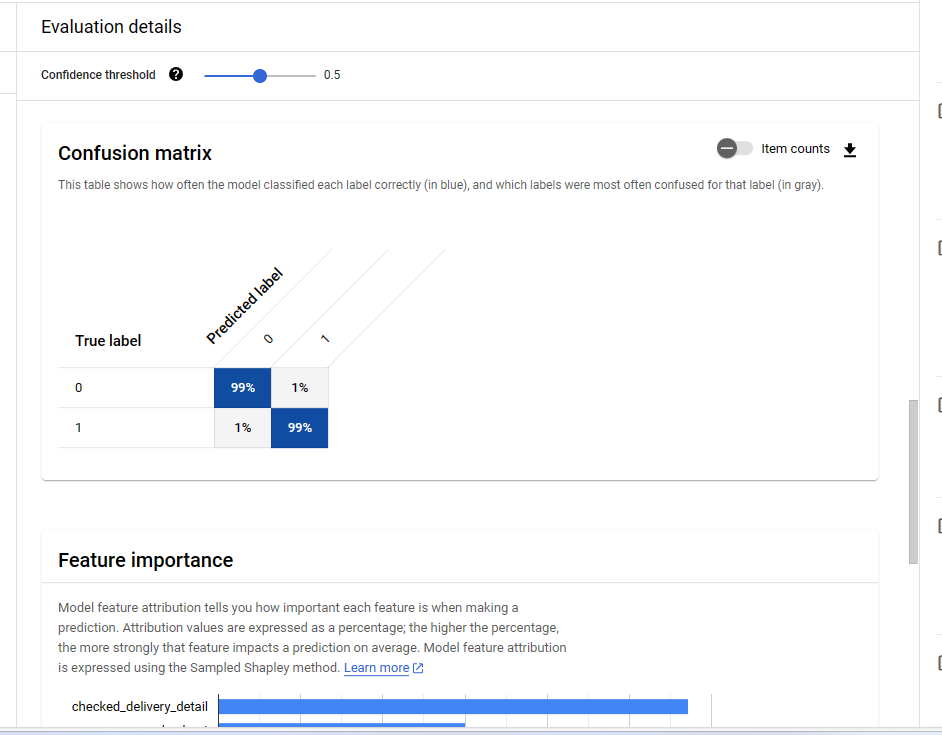 Evaluation details
Confidence threshold ? 0.5
Confusion matrix
Item counts
This table shows how often the model classified each label correctly (in blue), and which labels were most often confused for that label (in gray).
Predicted label
True label 0 1
0 99% 1%
1 1% 99%
Feature importance
Model feature attribution tells you how important each feature is when making a
prediction. Attribution values are expressed as a percentage; the higher the percentage,
the more strongly that feature impacts a prediction on average. Model feature attribution
is expressed using the Sampled Shapley method. Learn more
checked_delivery_detail